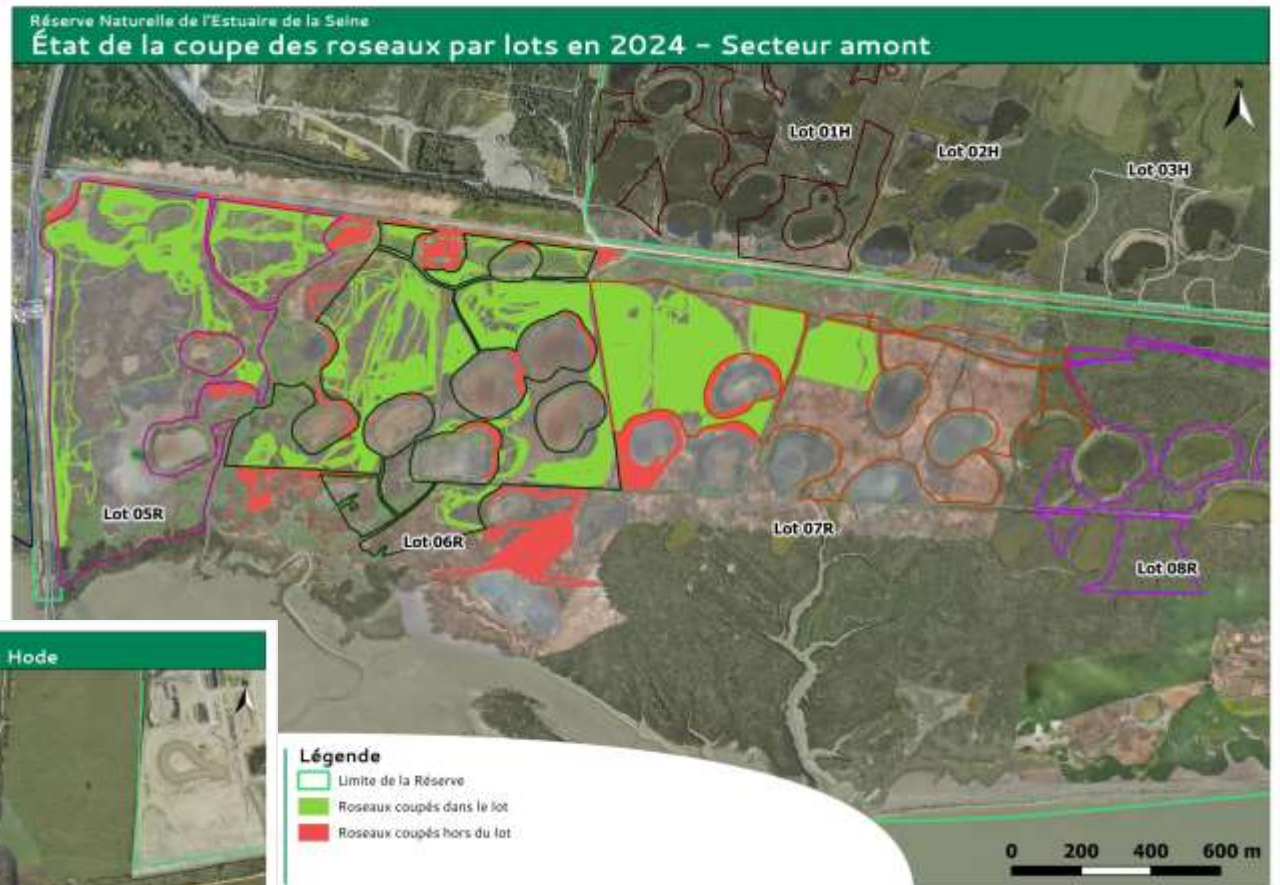 Réserve Naturelle de l'Estuaire de la Seine
État de la coupe des roseaux par lots en 2024 – Secteur amont
N
Lot 01H
Lot 02H
Lot 03H
Lot 05R
Lot 06R
Lot 07R
Lot 08R
Hode
Légende
Limite de la Réserve
Roseaux coupés dans le lot
Roseaux coupés hors du lot
0 200 400 600 m